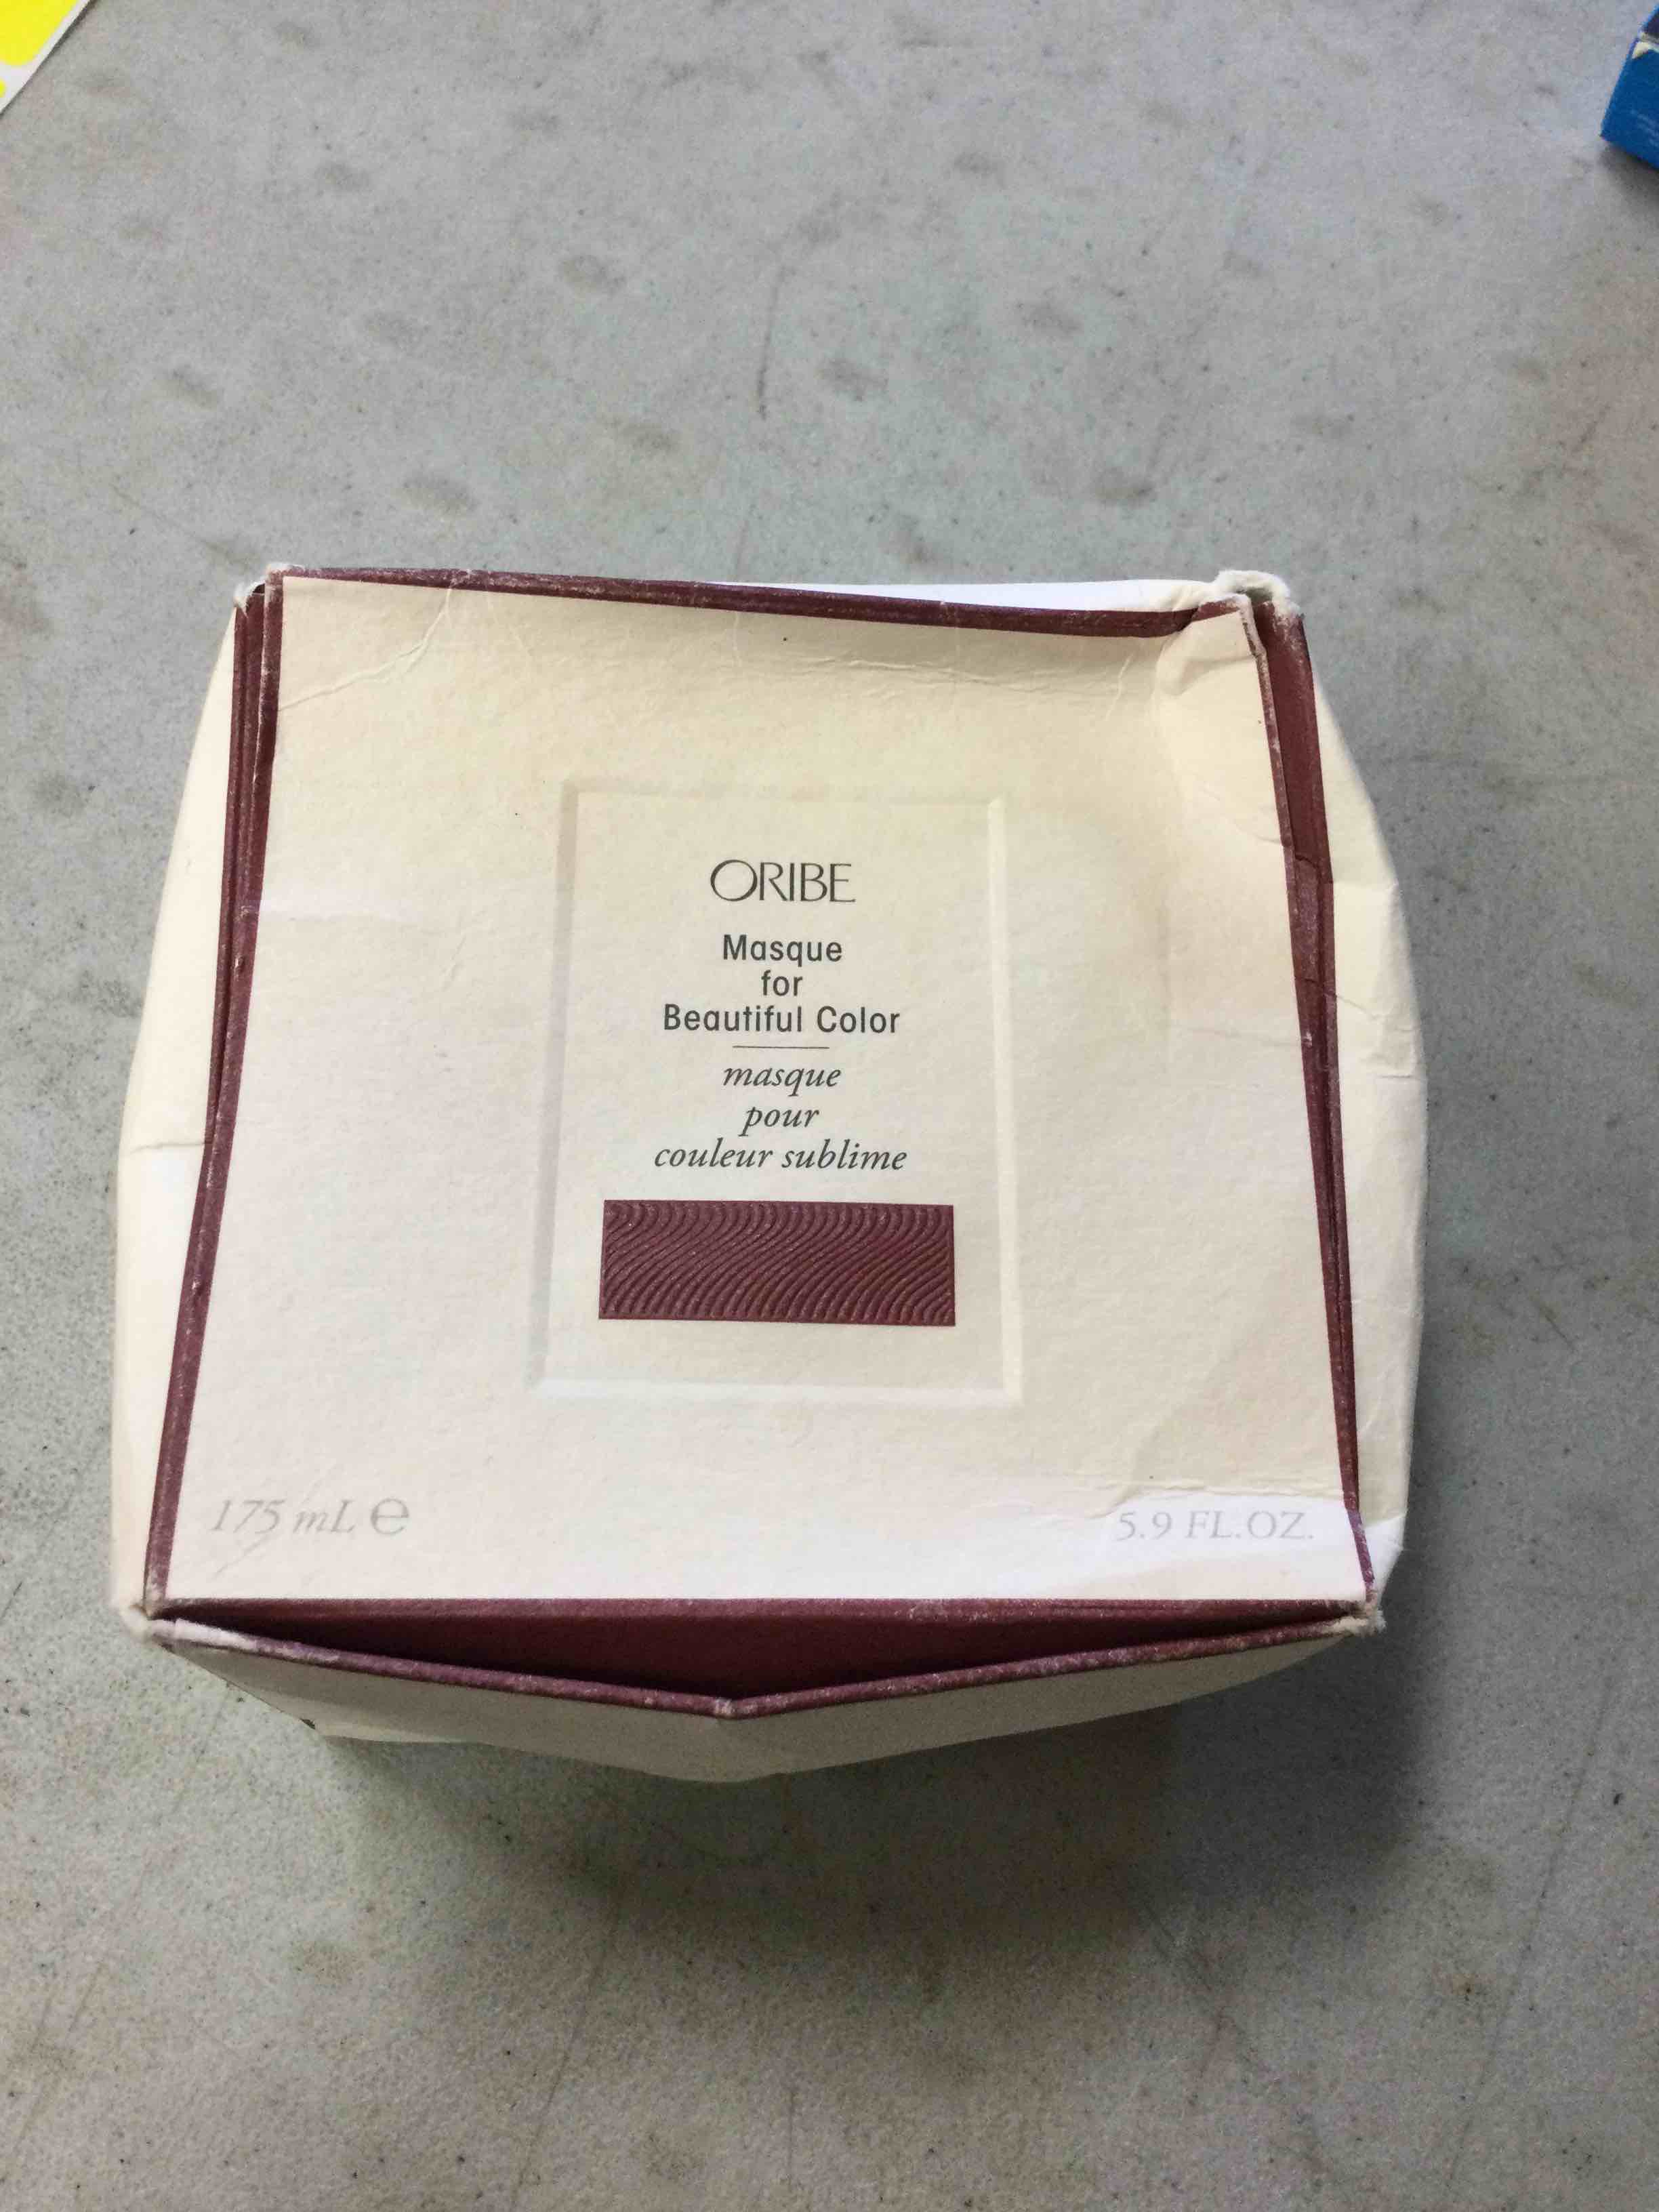 ORIBE
Masque
for
Beautiful Color
masque
pour
couleur sublime
175 mL ℮
5.9 FL.OZ.